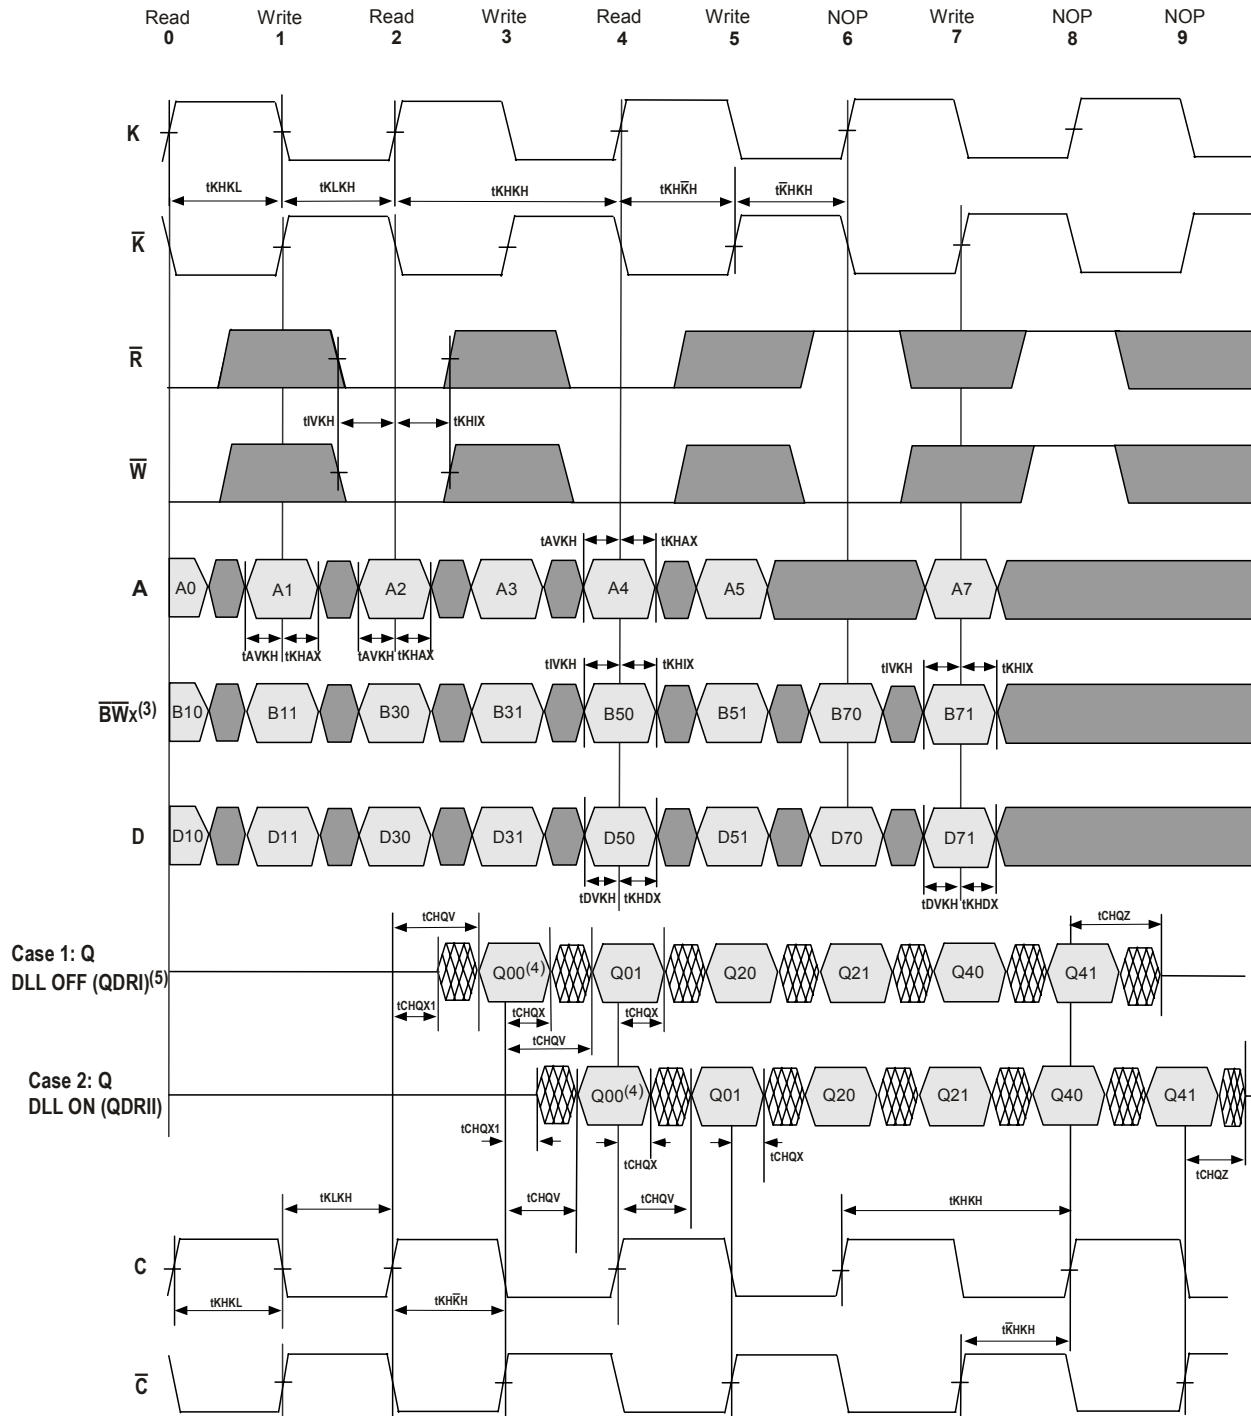 Read Write Read Write Read Write NOP Write NOP NOP
0 1 2 3 4 5 6 7 8 9
K
tKHKL tKLKH tKHKH tKHK̅H tK̅HKH
K̅
R̅
tIVKH tKHIX
W̅
tAVKH tKHAX
A A0 A1 A2 A3 A4 A5 A7
tAVKH tKHAX tAVKH tKHAX
tIVKH tKHIX tIVKH tKHIX
B̅W̅x(3) B10 B11 B30 B31 B50 B51 B70 B71
D D10 D11 D30 D31 D50 D51 D70 D71
tDVKH tKHDX tDVKH tKHDX
tCHQV tCHQZ
Case 1: Q
DLL OFF (QDRI)(5) Q00(4) Q01 Q20 Q21 Q40 Q41
tCHQX1 tCHQX tCHQX
tCHQV
Case 2: Q
DLL ON (QDRII) Q00(4) Q01 Q20 Q21 Q40 Q41
tCHQX1 tCHQX tCHQX tCHQZ
tKLKH tCHQV tCHQV tKHKH
C
tKHKL tKHK̅H
tK̅HKH
C̅